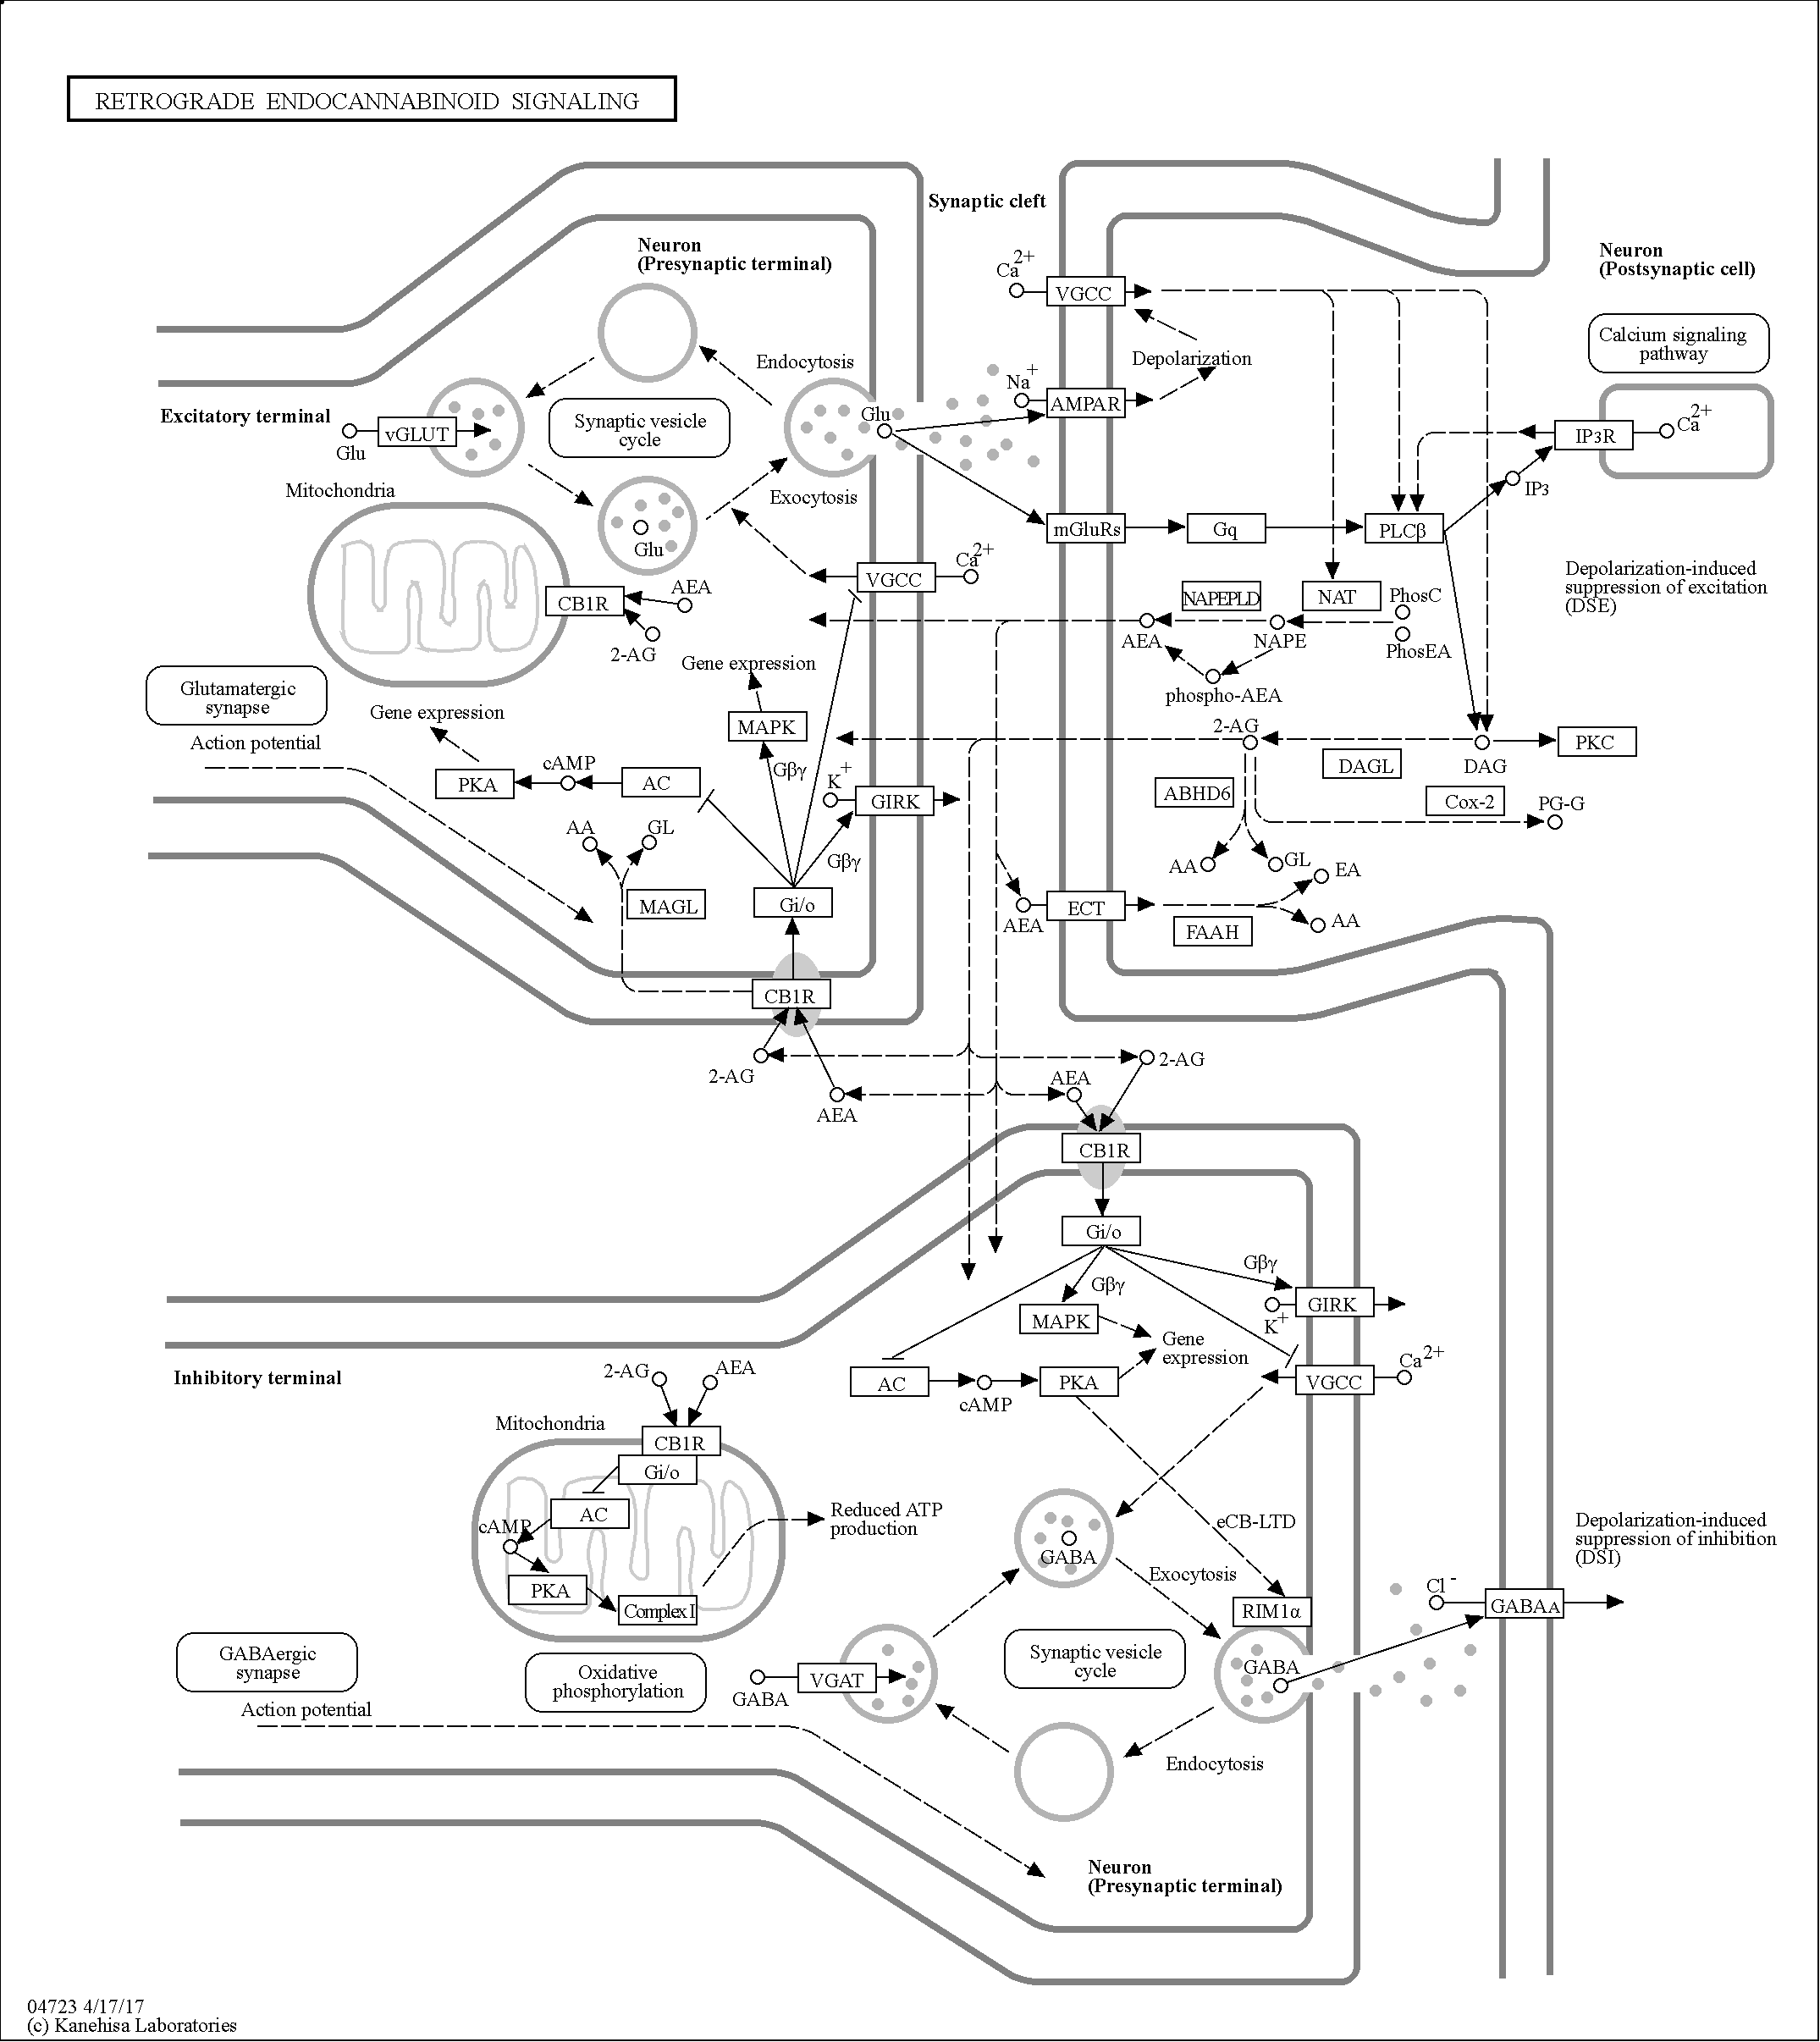 RETROGRADE ENDOCANNABINOID SIGNALING
Synaptic cleft
Neuron
(Presynaptic terminal)
Neuron
(Postsynaptic cell)
Ca2+
VGCC
Calcium signaling
pathway
Depolarization
Endocytosis
Na+
AMPAR
Excitatory terminal
Synaptic vesicle
cycle
Glu
vGLUT
Glu
Ca2+
IP3R
IP3
Mitochondria
Exocytosis
Glu
mGluRs
Gq
PLCβ
VGCC
Ca2+
Depolarization-induced
suppression of excitation
(DSE)
CB1R
AEA
2-AG
NAPEPLD
NAT
PhosC
AEA
NAPE
PhosEA
phospho-AEA
Gene expression
Glutamatergic
synapse
Gene expression
MAPK
2-AG
DAG
PKC
DAGL
Action potential
PKA
cAMP
AC
Gβγ
K+
GIRK
ABHD6
Cox-2
PG-G
AA
GL
Gβγ
AA
GL
EA
MAGL
Gi/o
AEA
ECT
FAAH
AA
CB1R
2-AG
AEA
AEA
2-AG
CB1R
Gi/o
Gβγ
Gβγ
MAPK
GIRK
K+
Gene
expression
Inhibitory terminal
2-AG
AEA
AC
cAMP
PKA
VGCC
Ca2+
Mitochondria
CB1R
Gi/o
AC
cAMP
PKA
Complex I
Reduced ATP
production
eCB-LTD
GABA
Exocytosis
Depolarization-induced
suppression of inhibition
(DSI)
RIM1α
Cl-
GABAA
GABAergic
synapse
Oxidative
phosphorylation
GABA
VGAT
Synaptic vesicle
cycle
GABA
Action potential
Endocytosis
Neuron
(Presynaptic terminal)
04723 4/17/17
(c) Kanehisa Laboratories